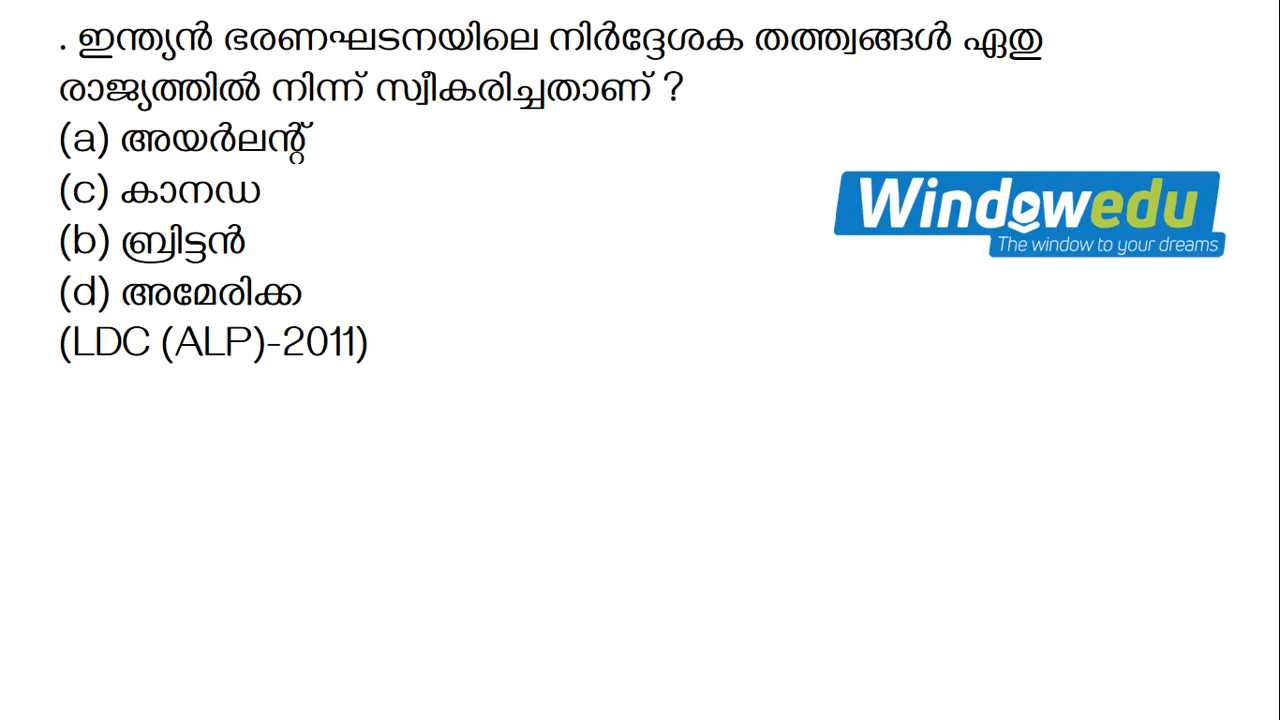 . ഇന്ത്യൻ ഭരണഘടനയിലെ നിർദ്ദേശക തത്ത്വങ്ങൾ ഏതു
രാജ്യത്തിൽ നിന്ന് സ്വീകരിച്ചതാണ് ?
(a) അയർലന്റ്
(c) കാനഡ
(b) ബ്രിട്ടൻ
(d) അമേരിക്ക
(LDC (ALP)-2011)
Windowedu
The window to your dreams